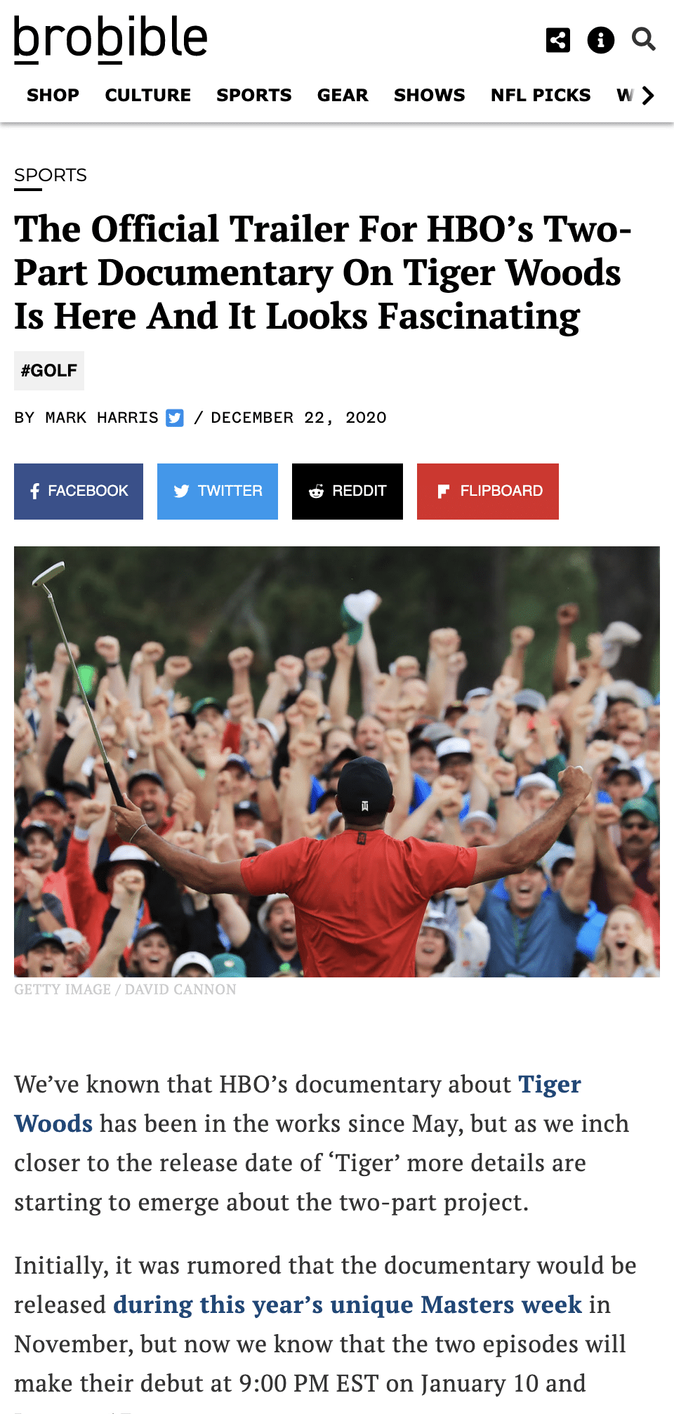 brobible
SHOP CULTURE SPORTS GEAR SHOWS NFL PICKS
SPORTS
The Official Trailer For HBO’s Two-
Part Documentary On Tiger Woods
Is Here And It Looks Fascinating
#GOLF
BY MARK HARRIS / DECEMBER 22, 2020
FACEBOOK TWITTER REDDIT FLIPBOARD
GETTY IMAGE / DAVID CANNON
We’ve known that HBO’s documentary about Tiger
Woods has been in the works since May, but as we inch
closer to the release date of ‘Tiger’ more details are
starting to emerge about the two-part project.
Initially, it was rumored that the documentary would be
released during this year’s unique Masters week in
November, but now we know that the two episodes will
make their debut at 9:00 PM EST on January 10 and